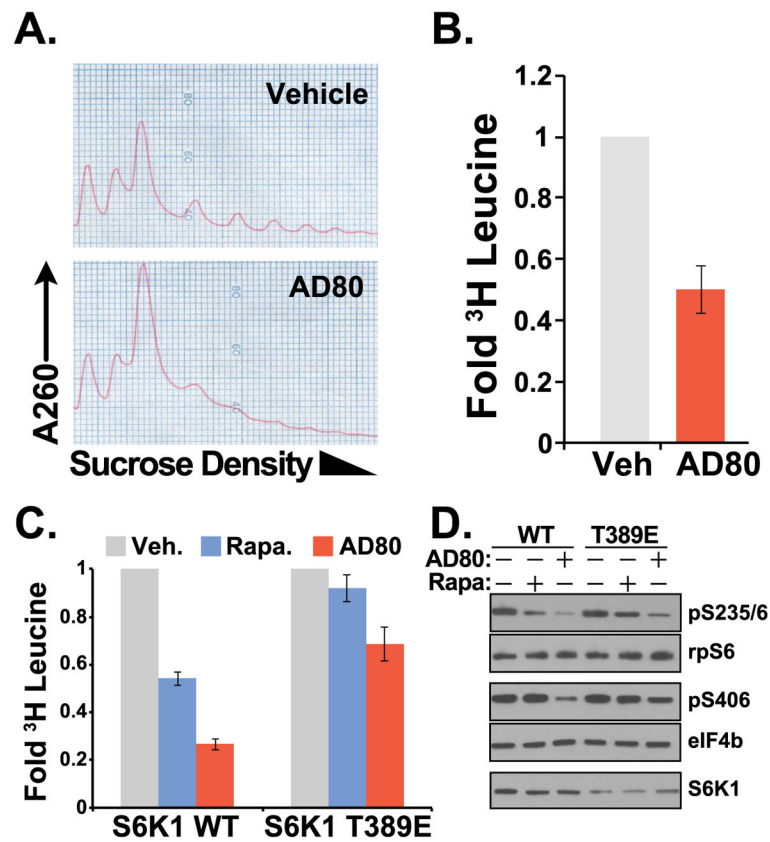 A.
Vehicle
80
60
40
AD80
80
60
40
A260
Sucrose Density
B.
Fold ³H Leucine
1.2
1
0.8
0.6
0.4
0.2
0
Veh AD80
C.
Veh. Rapa. AD80
Fold ³H Leucine
1
0.8
0.6
0.4
0.2
0
S6K1 WT S6K1 T389E
D.
WT T389E
AD80: – – + – – +
Rapa: – + – – + –
pS235/6
rpS6
pS406
eIF4b
S6K1